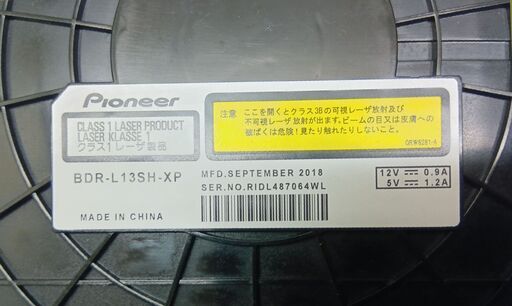 Pioneer
CLASS 1 LASER PRODUCT
LASER KLASSE 1
クラス1 レーザ製品
注意 ここを開くとクラス3Bの可視レーザ放射及び
不可視レーザ放射が出ます。ビームの目又は皮膚への
被ばくは危険!見たり触れたりしないこと。
BDR-L13SH-XP
MFD.SEPTEMBER 2018
SER.NO.RIDL487064WL
MADE IN CHINA
12V ⎓ 0.9A
5V ⎓ 1.2A